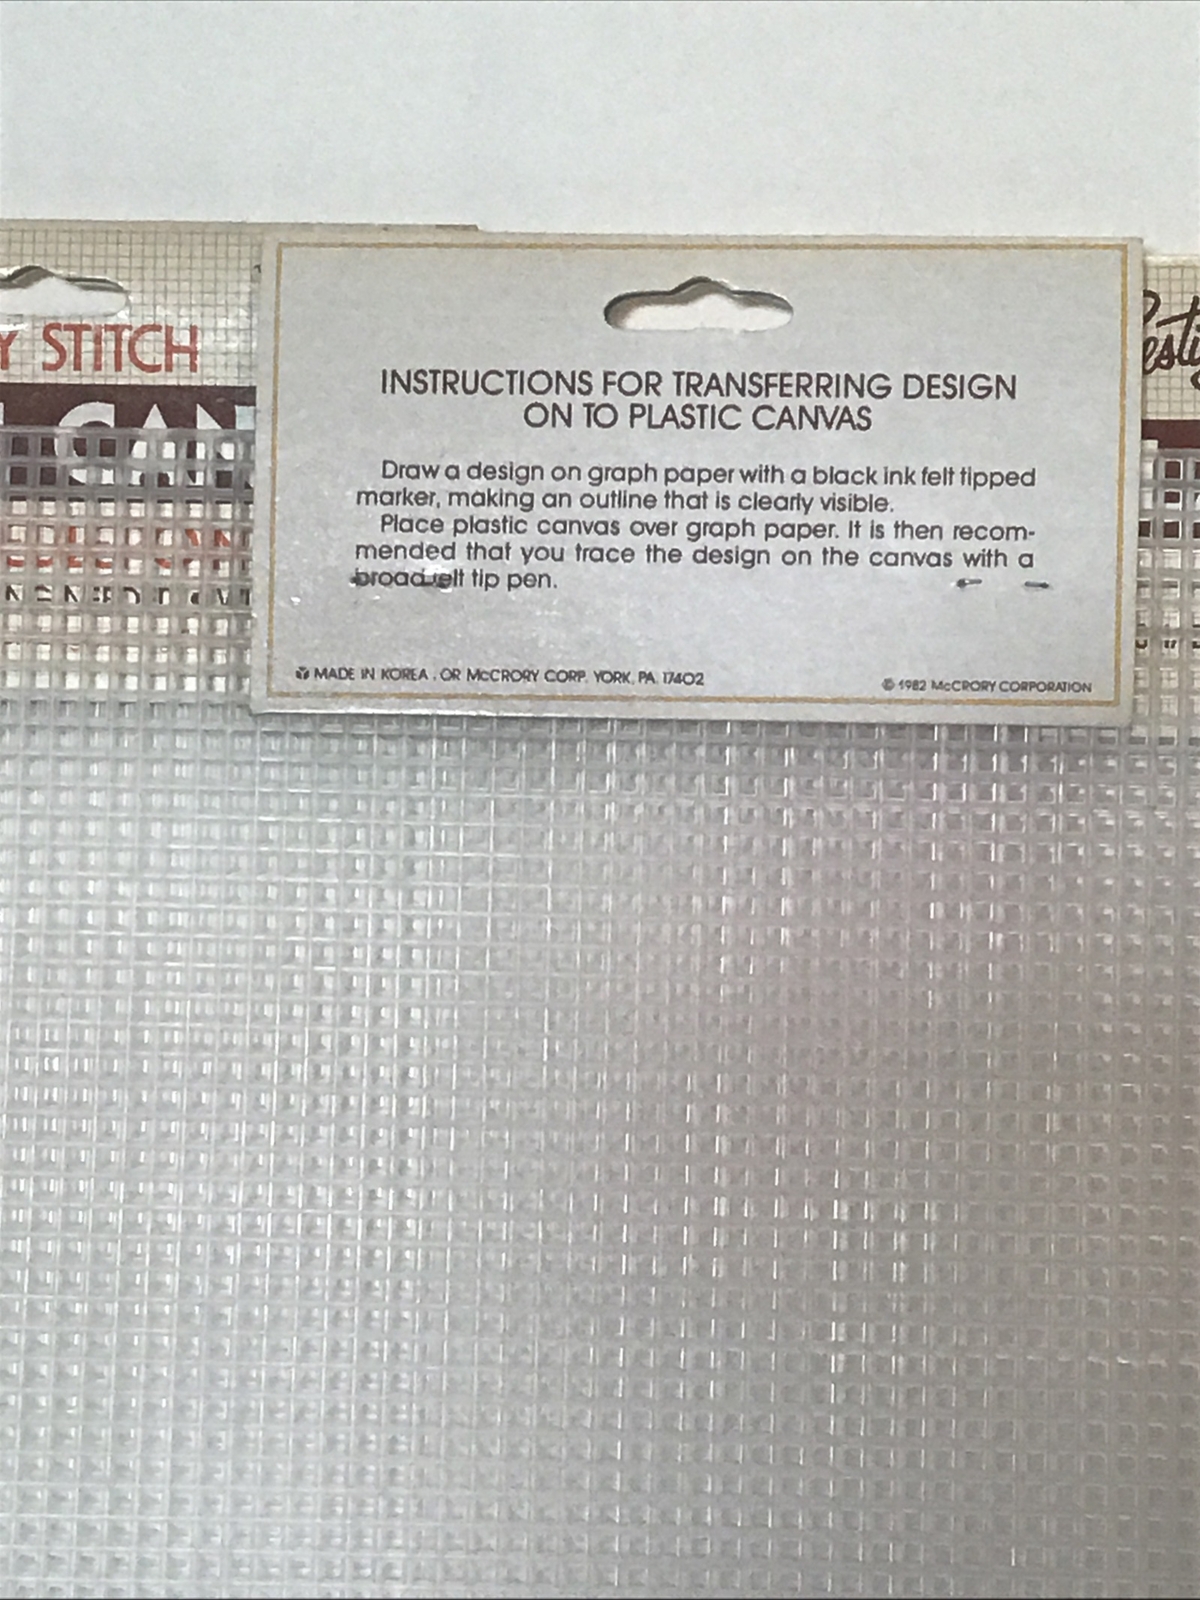 STITCH
INSTRUCTIONS FOR TRANSFERRING DESIGN
ON TO PLASTIC CANVAS
Draw a design on graph paper with a black ink felt tipped
marker, making an outline that is clearly visible.
Place plastic canvas over graph paper. It is then recom-
mended that you trace the design on the canvas with a
broad felt tip pen.
MADE IN KOREA . OR McCRORY CORP. YORK, PA. 17402
© 1982 McCRORY CORPORATION